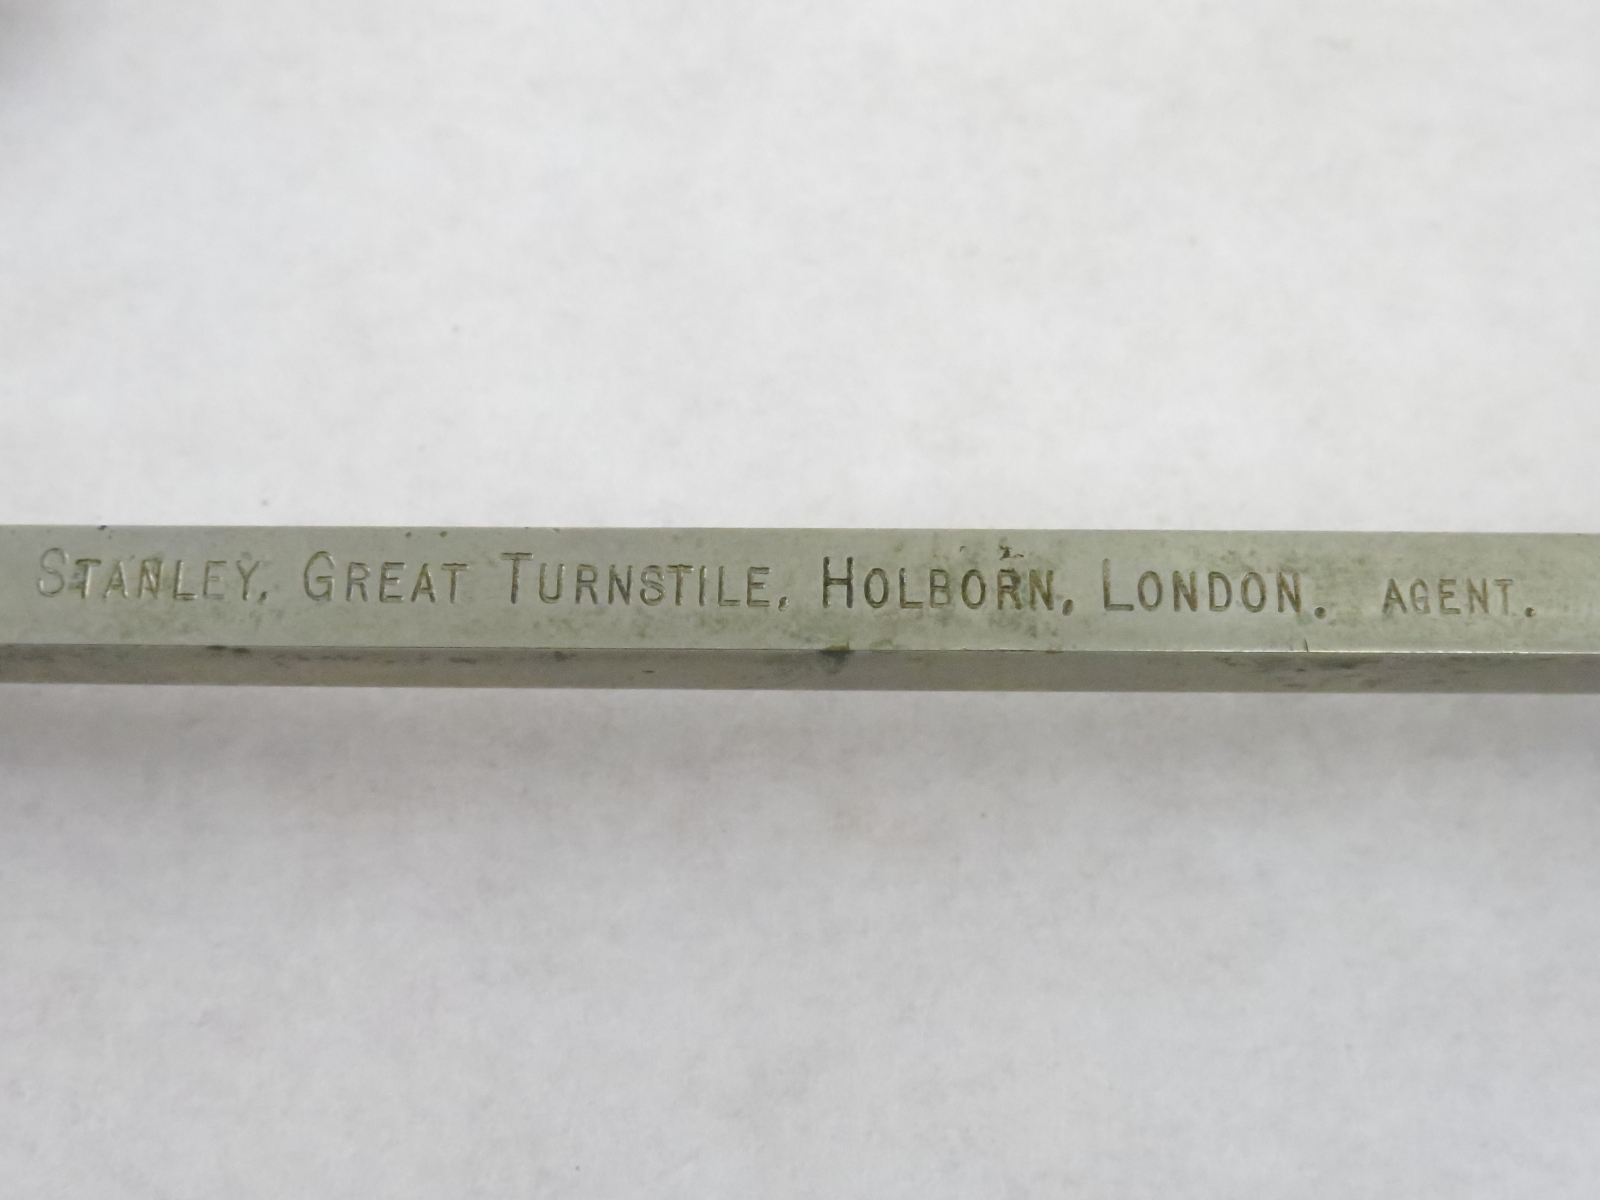 STANLEY, GREAT TURNSTILE, HOLBORN, LONDON. AGENT.